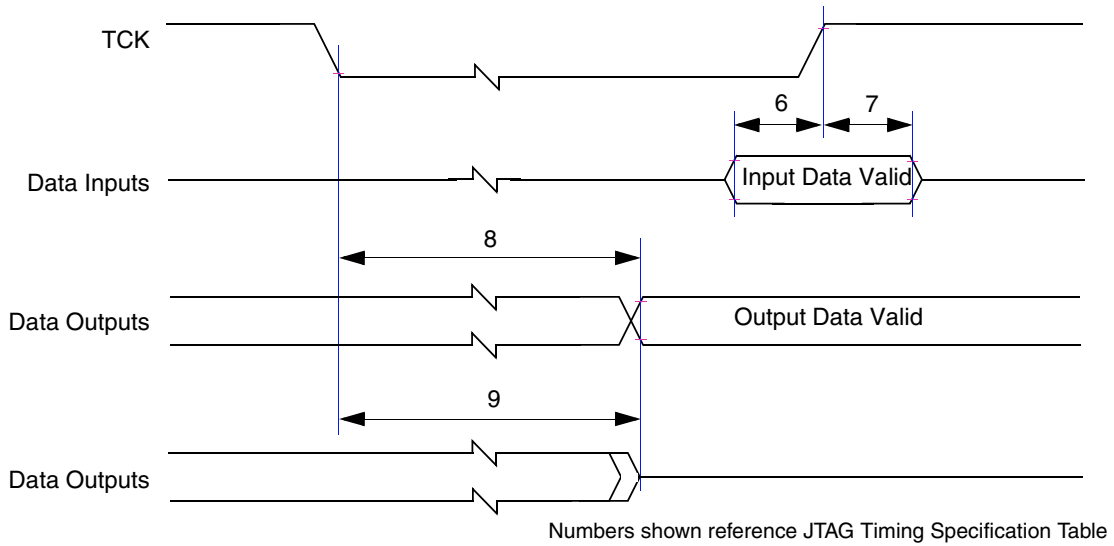 TCK
6
7
Data Inputs
Input Data Valid
8
Data Outputs
Output Data Valid
9
Data Outputs
Numbers shown reference JTAG Timing Specification Table